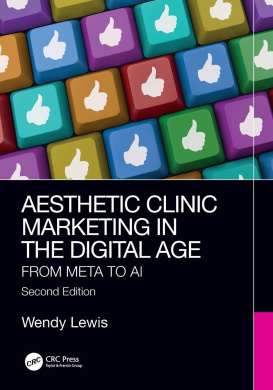 AESTHETIC CLINIC
MARKETING IN
THE DIGITAL AGE
FROM META TO AI
Second Edition
Wendy Lewis
CRC
CRC Press
Taylor & Francis Group